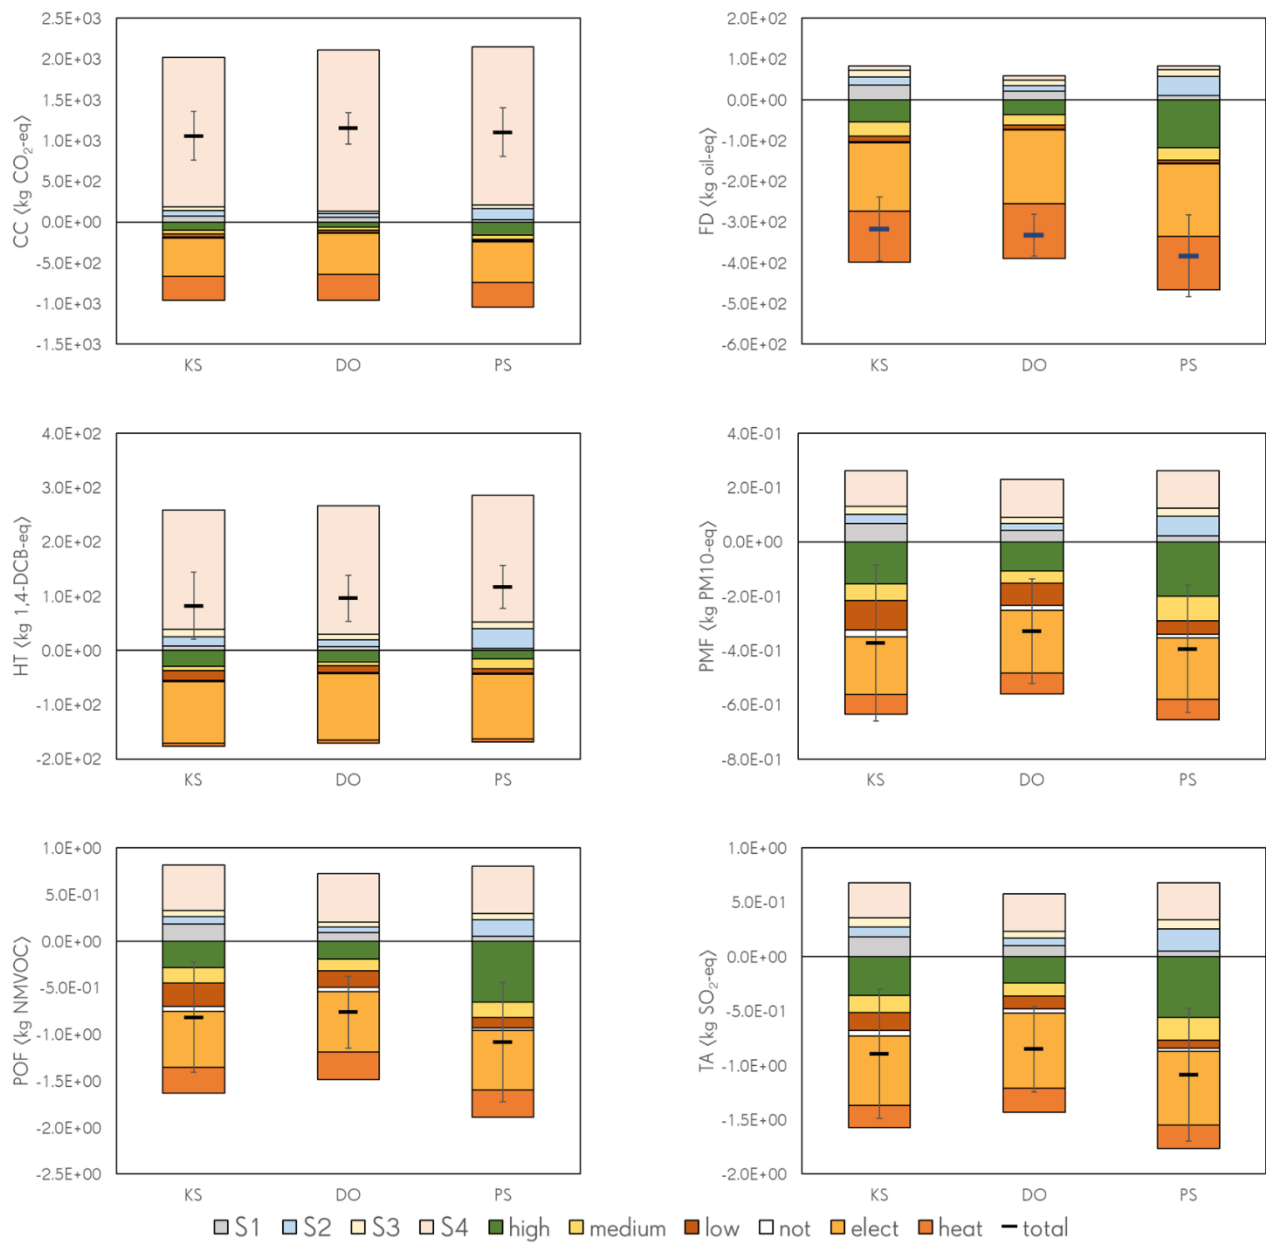 CC (kg CO₂-eq)
2.5E+03
2.0E+03
1.5E+03
1.0E+03
5.0E+02
0.0E+00
-5.0E+02
-1.0E+03
-1.5E+03
KS DO PS
FD (kg oil-eq)
2.0E+02
1.0E+02
0.0E+00
-1.0E+02
-2.0E+02
-3.0E+02
-4.0E+02
-5.0E+02
-6.0E+02
KS DO PS
HT (kg 1,4-DCB-eq)
4.0E+02
3.0E+02
2.0E+02
1.0E+02
0.0E+00
-1.0E+02
-2.0E+02
KS DO PS
PMF (kg PM10-eq)
4.0E-01
2.0E-01
0.0E+00
-2.0E-01
-4.0E-01
-6.0E-01
-8.0E-01
KS DO PS
POF (kg NMVOC)
1.0E+00
5.0E-01
0.0E+00
-5.0E-01
-1.0E+00
-1.5E+00
-2.0E+00
-2.5E+00
KS DO PS
TA (kg SO₂-eq)
1.0E+00
5.0E-01
0.0E+00
-5.0E-01
-1.0E+00
-1.5E+00
-2.0E+00
KS DO PS
S1 S2 S3 S4 high medium low not elect heat total